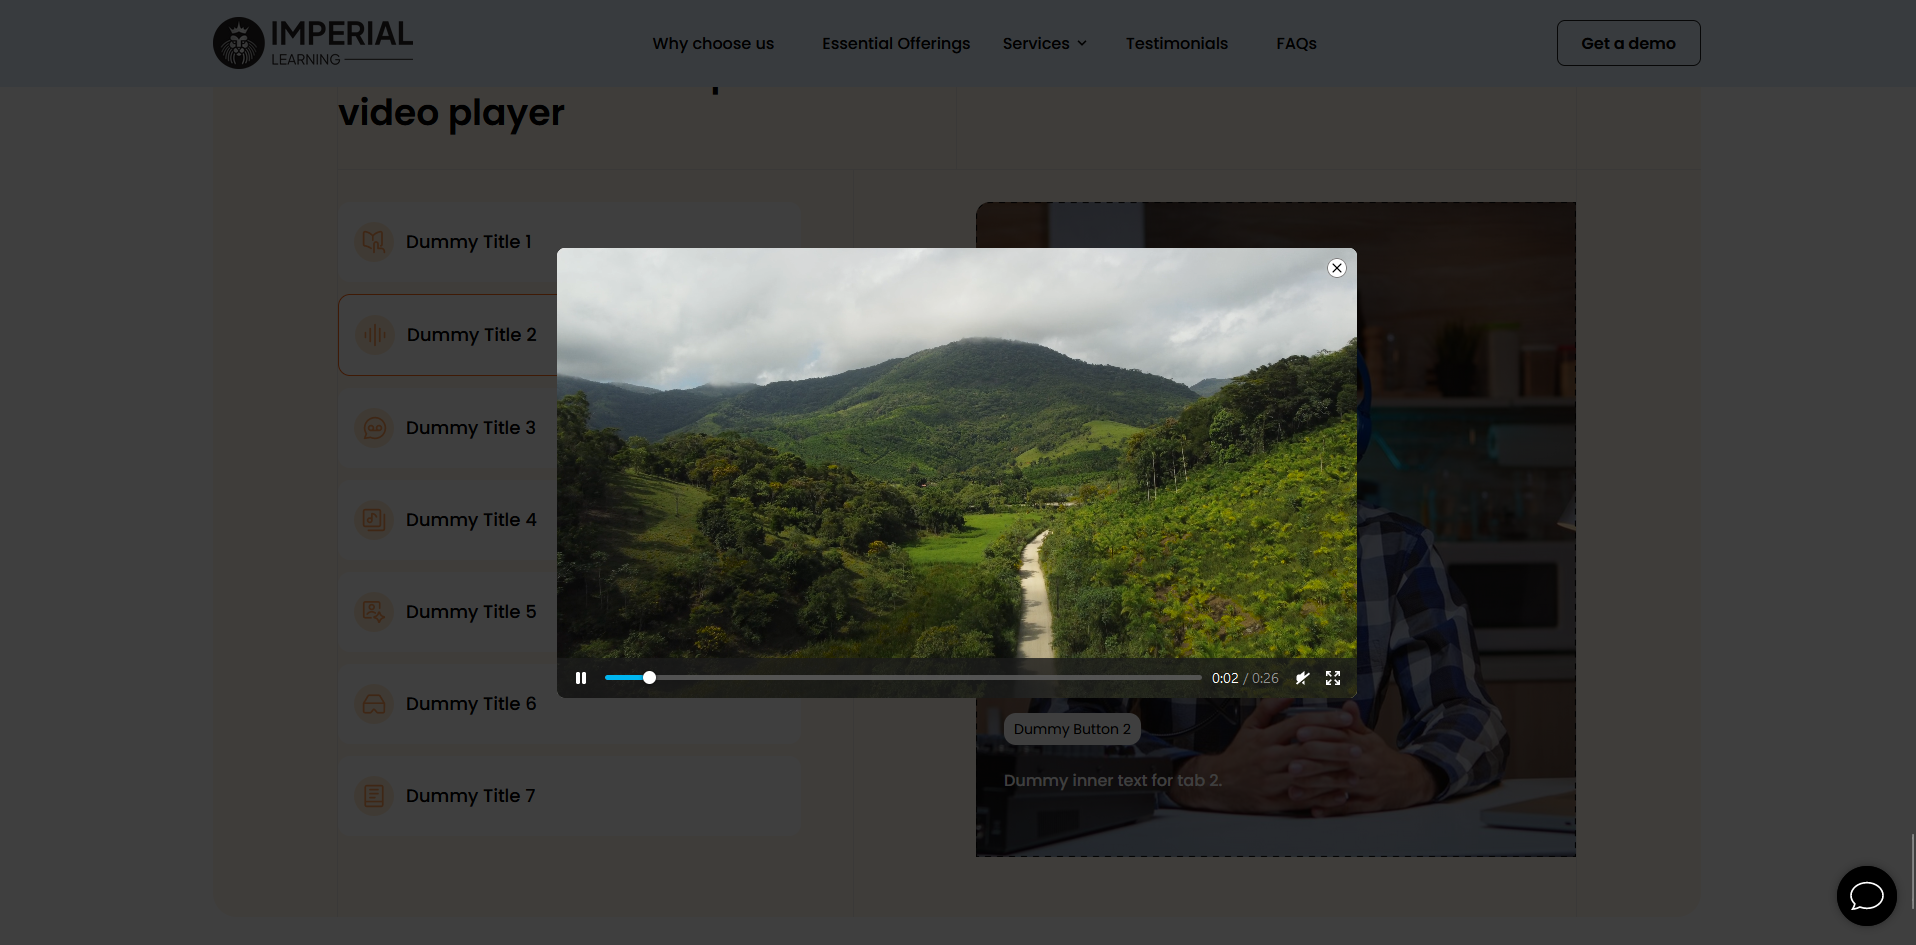 IMPERIAL
LEARNING
Why choose us
Essential Offerings
Services
Testimonials
FAQs
Get a demo
video player
Dummy Title 1
Dummy Title 2
Dummy Title 3
Dummy Title 4
Dummy Title 5
Dummy Title 6
Dummy Title 7
0:02 / 0:26
Dummy Button 2
Dummy inner text for tab 2.